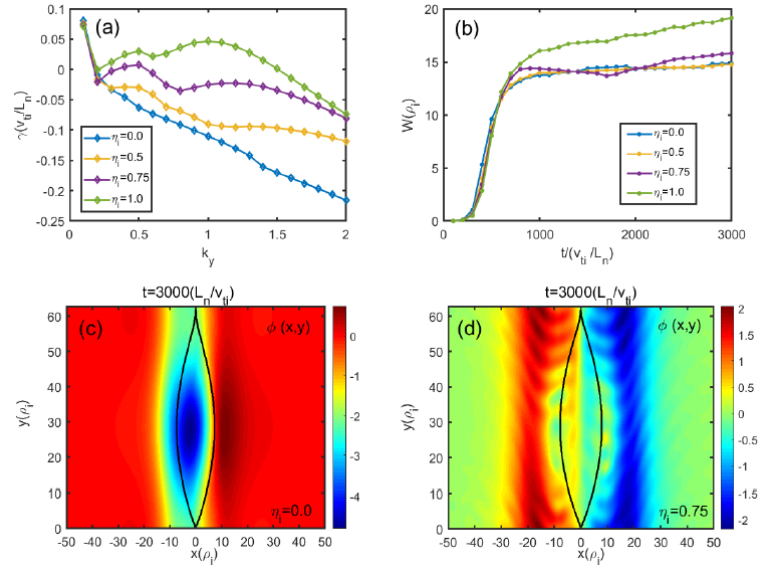 (a)
γ(v_ti/L_n)
0.1
0.05
0
-0.05
-0.1
-0.15
-0.2
-0.25
η_i=0.0
η_i=0.5
η_i=0.75
η_i=1.0
0
0.5
1
1.5
2
k_y
(b)
W(ρ_i)
20
15
10
5
0
η_i=0.0
η_i=0.5
η_i=0.75
η_i=1.0
0
1000
2000
3000
t/(v_ti /L_n)
t=3000(L_n/v_ti)
(c)
ϕ (x,y)
y(ρ_i)
60
50
40
30
20
10
0
η_i=0.0
-50 -40 -30 -20 -10 0 10 20 30 40 50
x(ρ_i)
0
-1
-2
-3
-4
t=3000(L_n/v_ti)
(d)
ϕ (x,y)
y(ρ_i)
60
50
40
30
20
10
0
η_i=0.75
-50 -40 -30 -20 -10 0 10 20 30 40 50
x(ρ_i)
2
1.5
1
0.5
0
-0.5
-1
-1.5
-2